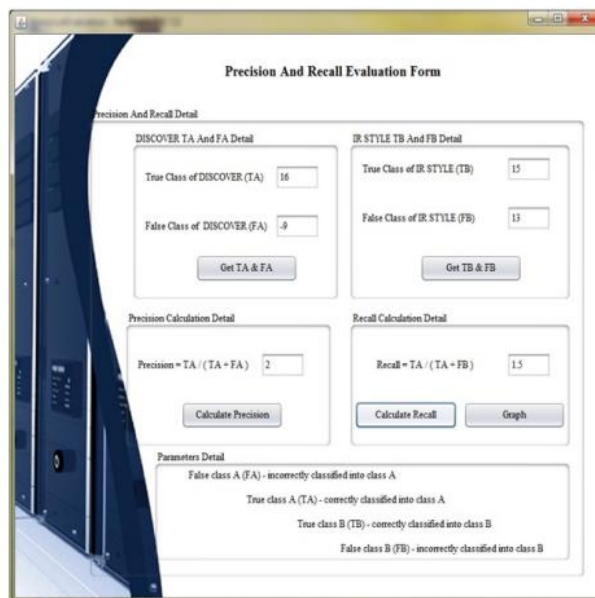 Precision And Recall Evaluation Form
Precision And Recall Detail
DISCOVER TA And FA Detail
True Class of DISCOVER (TA) 16
False Class of DISCOVER (FA) -9
Get TA & FA
IR STYLE TB And FB Detail
True Class of IR STYLE (TB) 15
False Class of IR STYLE (FB) 13
Get TB & FB
Precision Calculation Detail
Precision = TA / ( TA + FA ) 2
Calculate Precision
Recall Calculation Detail
Recall = TA / ( TA + FB ) 1.5
Calculate Recall Graph
Parameters Detail
False class A (FA) - incorrectly classified into class A
True class A (TA) - correctly classified into class A
True class B (TB) - correctly classified into class B
False class B (FB) - incorrectly classified into class B